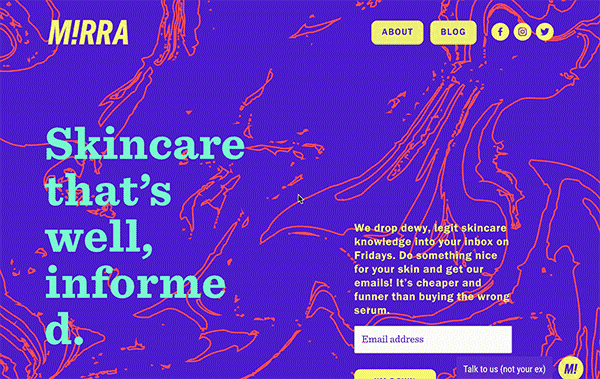 M!RRA
ABOUT
BLOG
Skincare
that's
well,
informe
d.
We drop dewy, legit skincare
knowledge into your inbox on
Fridays. Do something nice
for your skin and get our
emails! It's cheaper and
funner than buying the wrong
serum.
Email address
Talk to us (not your ex)
M!